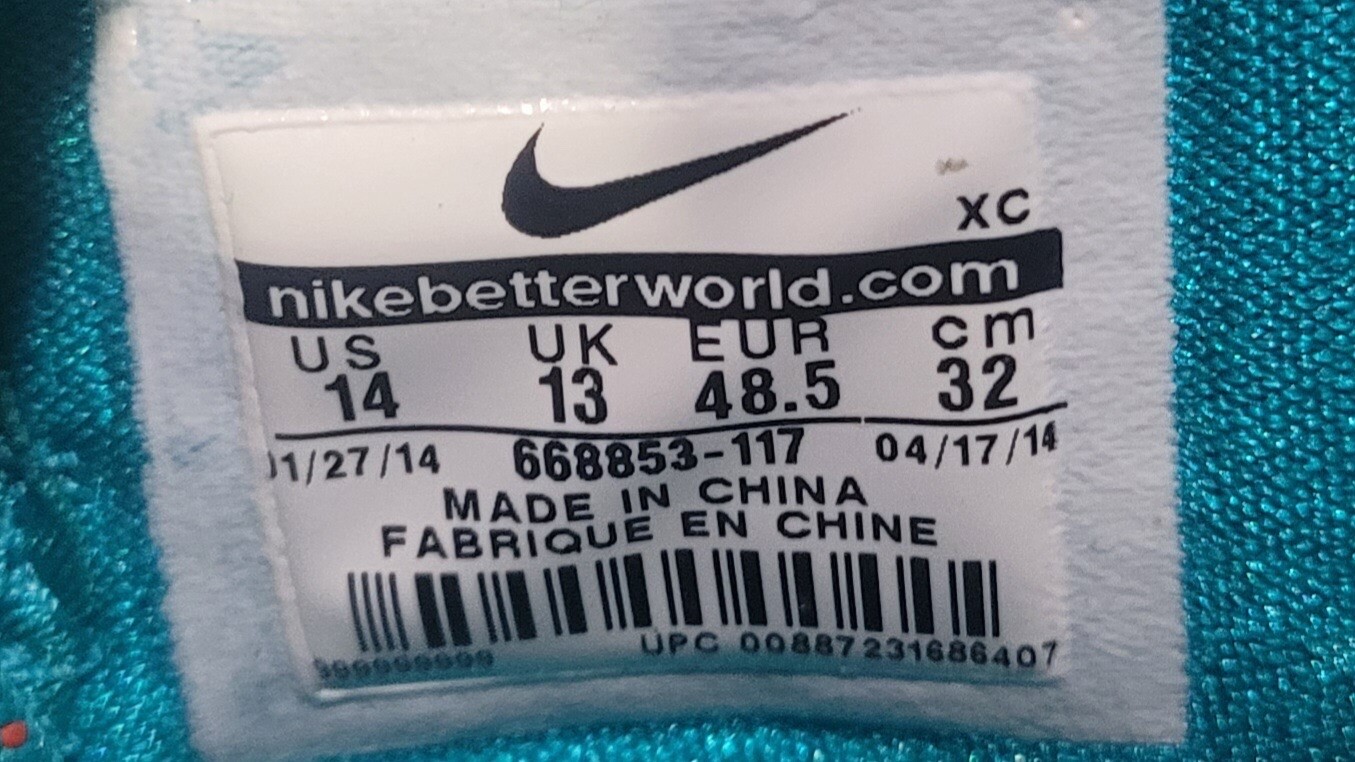 XC
nikebetterworld.com
US UK EUR cm
14 13 48.5 32
01/27/14 668853-117 04/17/14
MADE IN CHINA
FABRIQUE EN CHINE
UPC 00887231686407